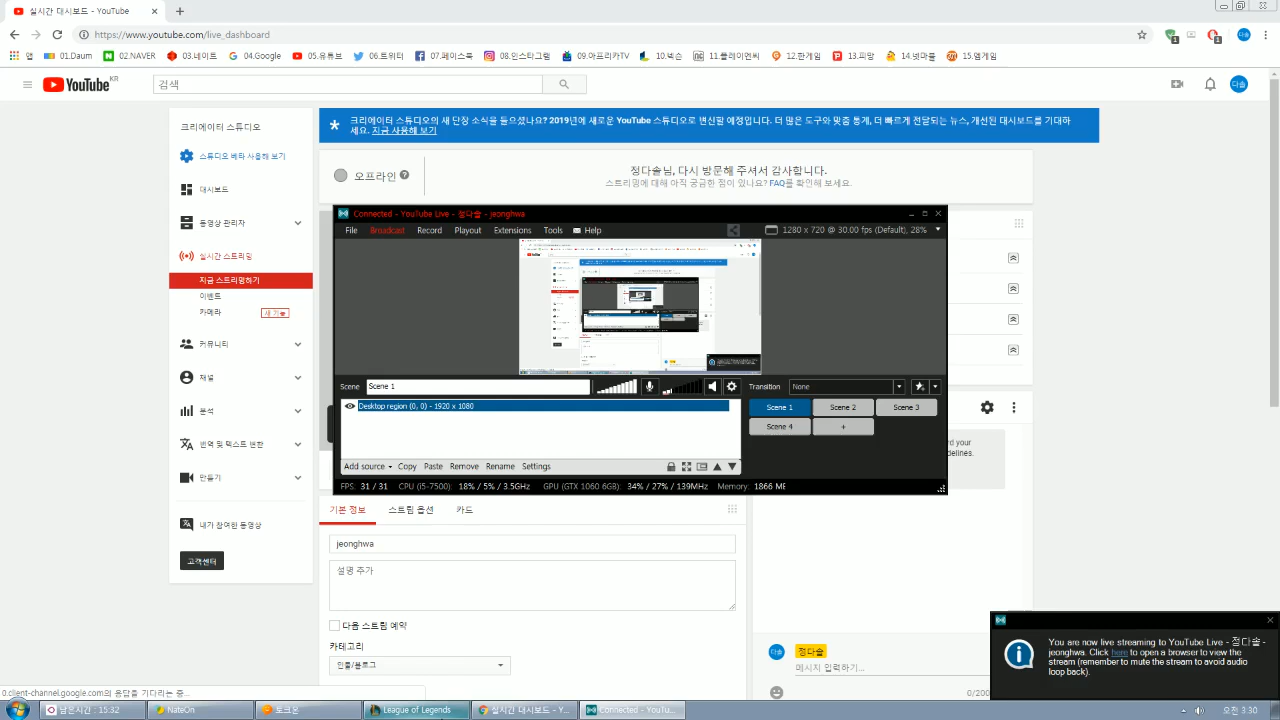 실시간 대시보드 - YouTube
https://www.youtube.com/live_dashboard
앱 01.Daum 02.NAVER 03.네이트 04.Google 05.유튜브 06.트위터 07.페이스북 08.인스타그램 09.아프리카TV 10.넥슨 11.플레이엔씨 12.한게임 13.피망 14.넷마블 15.엠게임
YouTube KR
검색
다솔
크리에이터 스튜디오
스튜디오 베타 사용해 보기
대시보드
동영상 관리자
실시간 스트리밍
지금 스트리밍하기
이벤트
카메라
새 기능
커뮤니티
채널
분석
번역 및 텍스트 변환
만들기
내가 참여한 동영상
고객센터
크리에이터 스튜디오의 새 단장 소식을 들으셨나요? 2019년에 새로운 YouTube 스튜디오로 변신할 예정입니다. 더 많은 도구와 맞춤 통계, 더 빠르게 전달되는 뉴스, 개선된 대시보드를 기대하
세요. 지금 사용해 보기
오프라인
정다솔님, 다시 방문해 주셔서 감사합니다.
스트리밍에 대해 아직 궁금한 점이 있나요? FAQ를 확인해 보세요.
Connected - YouTube Live - 정다솔 - jeonghwa
File Broadcast Record Playout Extensions Tools Help
1280 x 720 @ 30.00 fps (Default), 28%
Scene Scene 1
Transition None
Desktop region (0, 0) - 1920 x 1080
Scene 1 Scene 2 Scene 3
Scene 4 +
Add source Copy Paste Remove Rename Settings
FPS: 31 / 31 CPU (i5-7500): 18% / 5% / 3.5GHz GPU (GTX 1060 6GB): 34% / 27% / 139MHz Memory: 1866 MB
rd your
delines.
기본 정보 스트림 옵션 카드
jeonghwa
설명 추가
다음 스트림 예약
카테고리
인물/블로그
다솔 정다솔
메시지 입력하기...
0/200
You are now live streaming to YouTube Live - 정다솔 -
jeonghwa. Click here to open a browser to view the
stream (remember to mute the stream to avoid audio
loop back).
0.client-channel.google.com의 응답을 기다리는 중...
남은시간 : 15:32
NateOn
토크온
League of Legends
실시간 대시보드 - Y...
Connected - YouTu...
오전 3:30